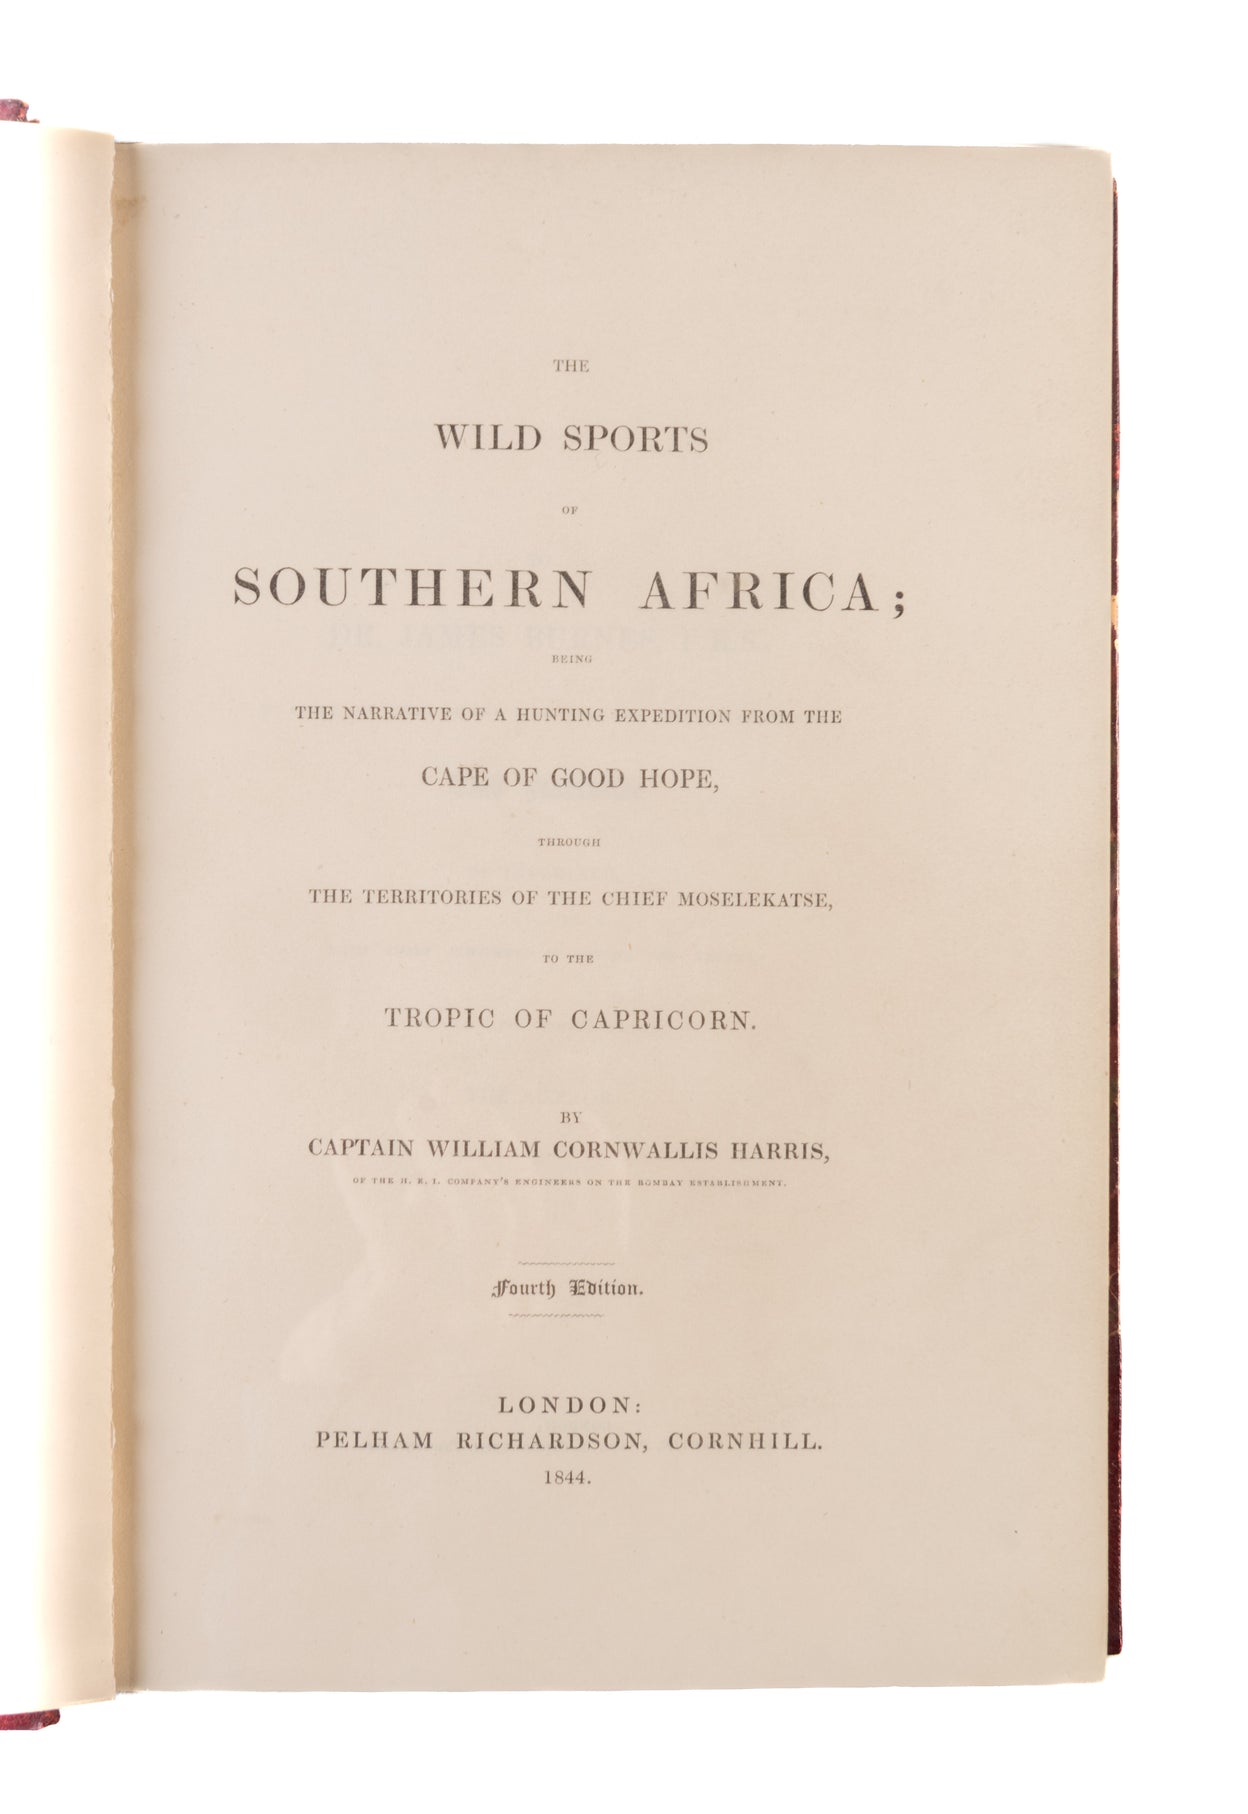 THE
WILD SPORTS
OF
SOUTHERN AFRICA;
BEING
THE NARRATIVE OF A HUNTING EXPEDITION FROM THE
CAPE OF GOOD HOPE,
THROUGH
THE TERRITORIES OF THE CHIEF MOSELEKATSE,
TO THE
TROPIC OF CAPRICORN.
BY
CAPTAIN WILLIAM CORNWALLIS HARRIS,
OF THE H. E. I. COMPANY'S ENGINEERS ON THE BOMBAY ESTABLISHMENT.
Fourth Edition.
LONDON:
PELHAM RICHARDSON, CORNHILL.
1844.